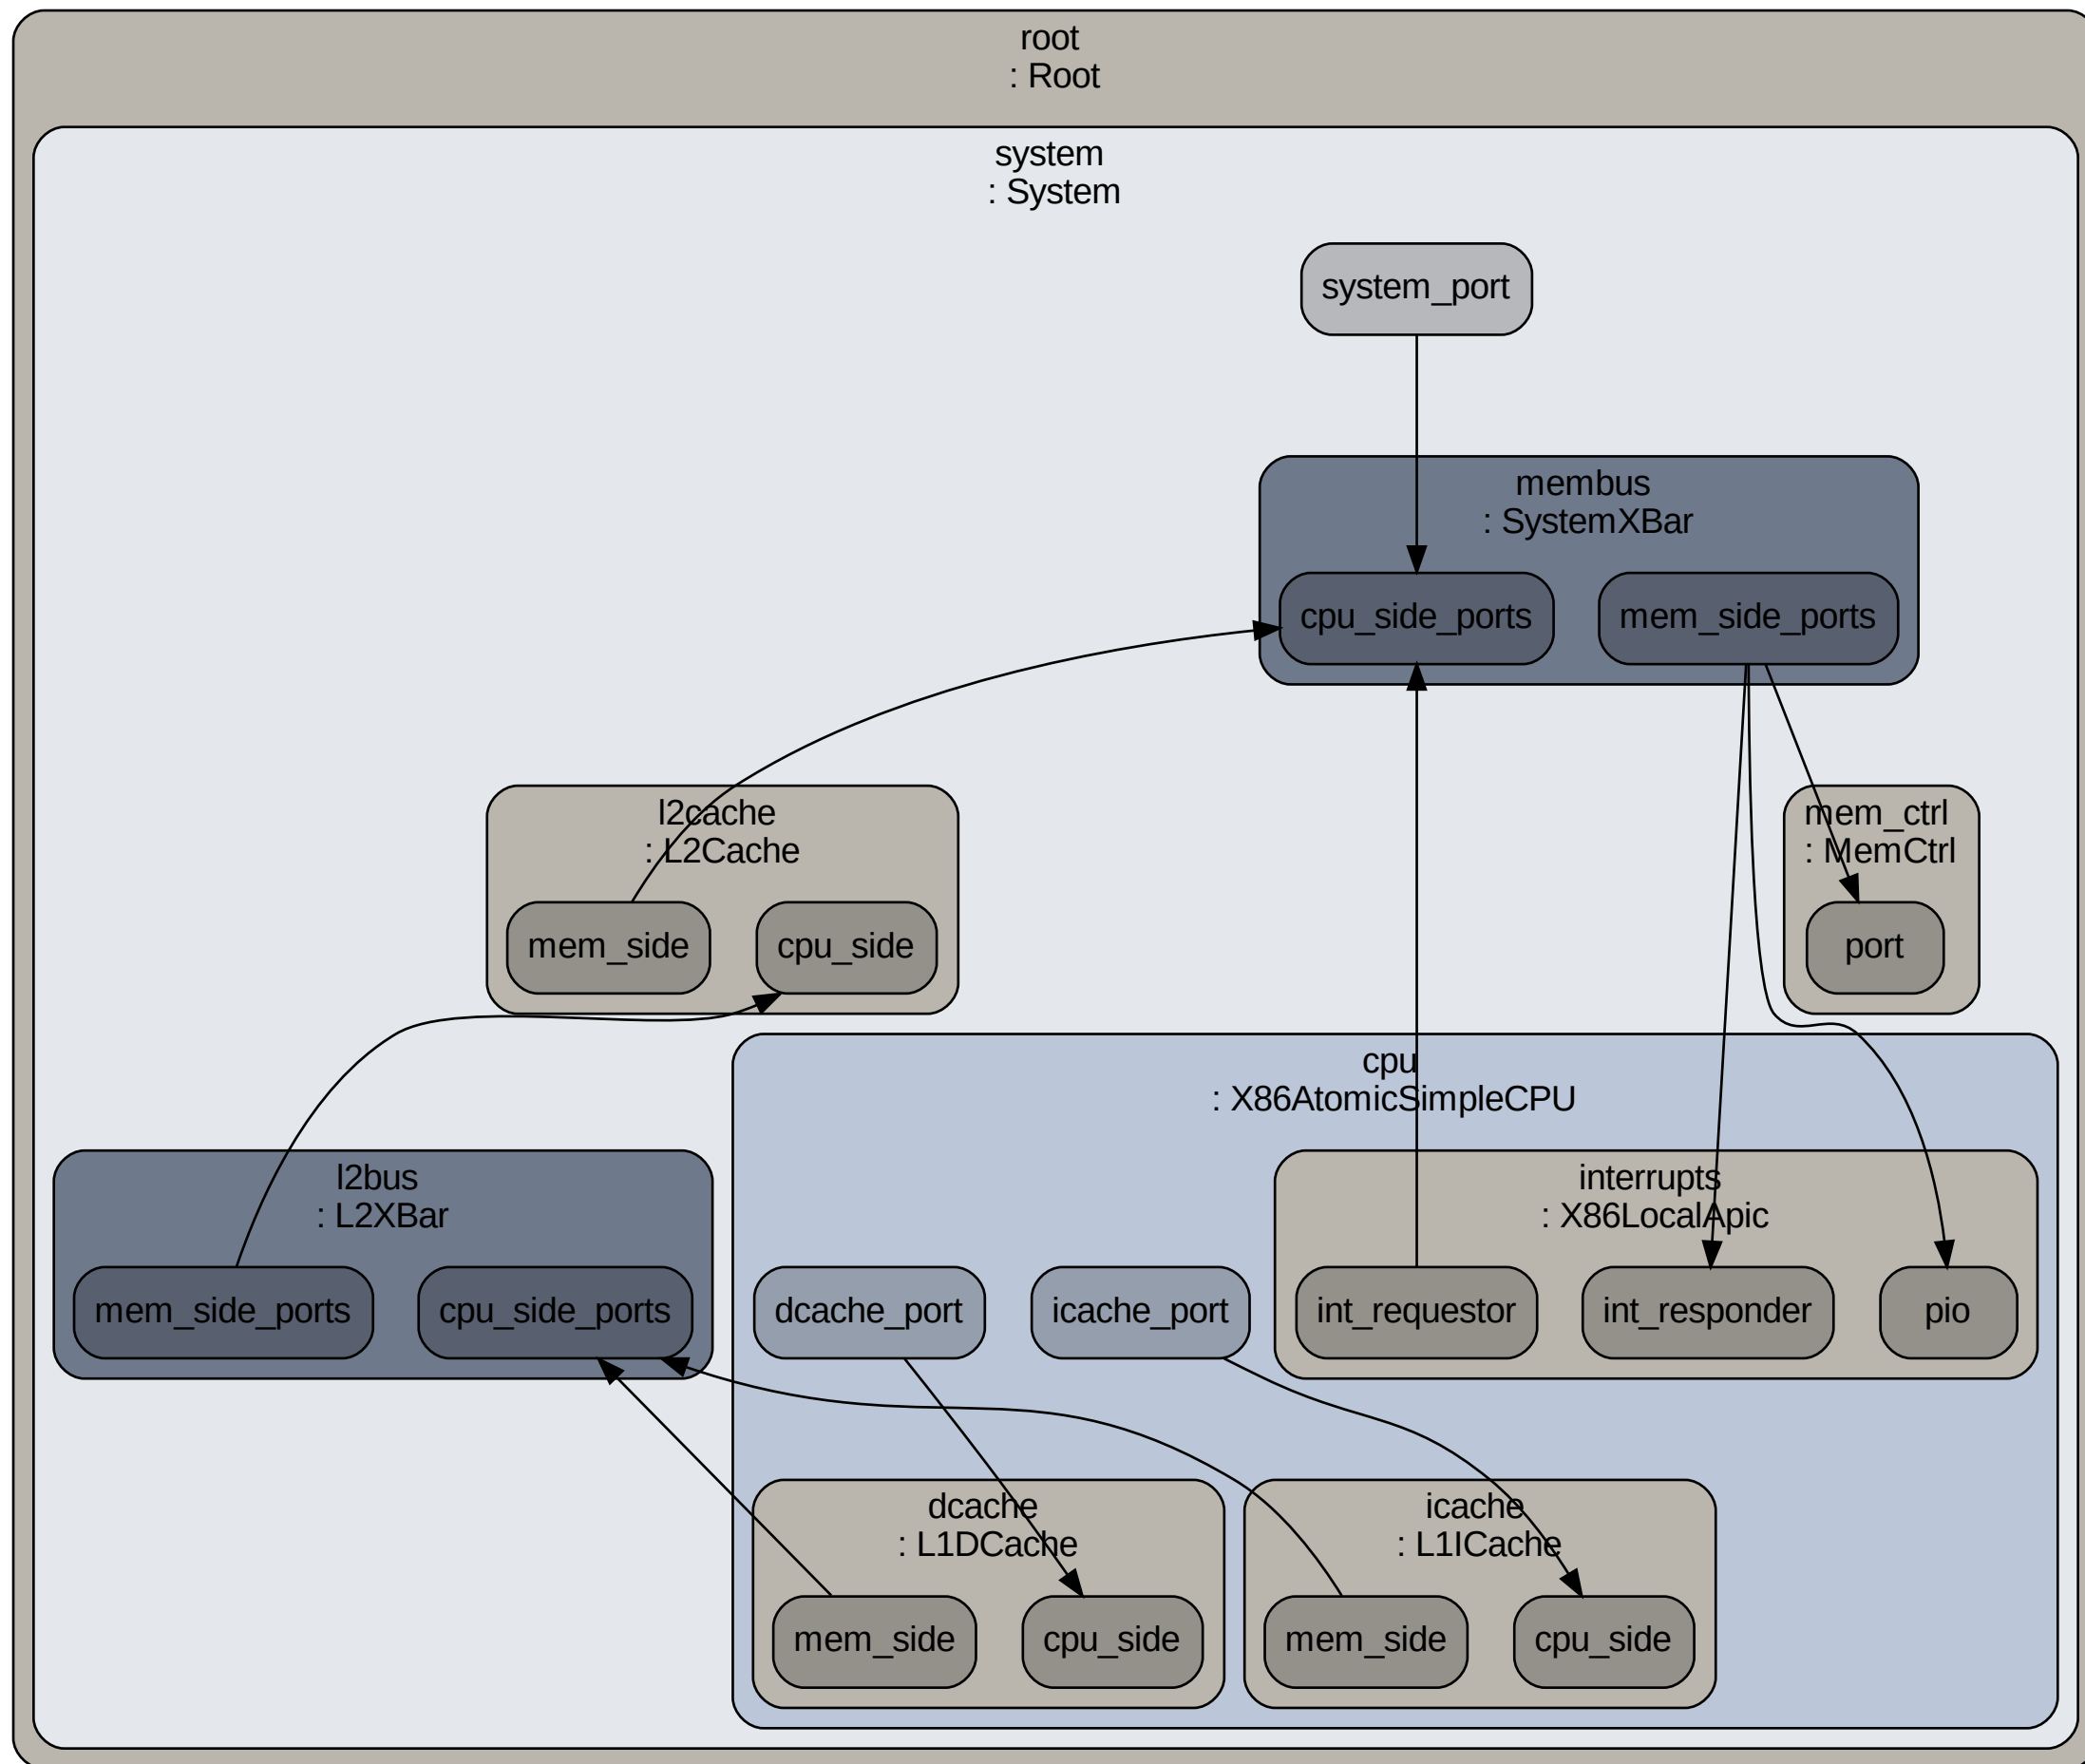 root
: Root
system
: System
system_port
membus
: SystemXBar
cpu_side_ports
mem_side_ports
l2cache
: L2Cache
mem_side
cpu_side
mem_ctrl
: MemCtrl
port
cpu
: X86AtomicSimpleCPU
l2bus
: L2XBar
mem_side_ports
cpu_side_ports
interrupts
: X86LocalApic
dcache_port
icache_port
int_requestor
int_responder
pio
dcache
: L1DCache
mem_side
cpu_side
icache
: L1ICache
mem_side
cpu_side